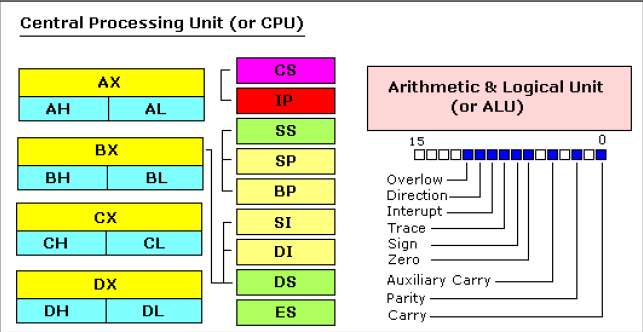 Central Processing Unit (or CPU)
AX
AH AL
BX
BH BL
CX
CH CL
DX
DH DL
CS
IP
SS
SP
BP
SI
DI
DS
ES
Arithmetic & Logical Unit
(or ALU)
15 0
Overlow
Direction
Interupt
Trace
Sign
Zero
Auxiliary Carry
Parity
Carry